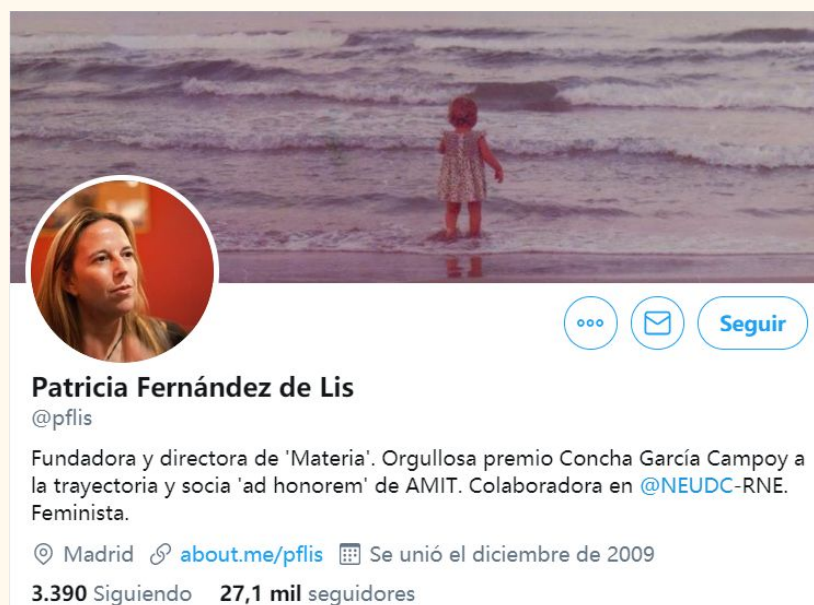 Seguir
Patricia Fernández de Lis
@pflis
Fundadora y directora de 'Materia'. Orgullosa premio Concha García Campoy a
la trayectoria y socia 'ad honorem' de AMIT. Colaboradora en @NEUDC-RNE.
Feminista.
Madrid about.me/pflis Se unió el diciembre de 2009
3.390 Siguiendo 27,1 mil seguidores